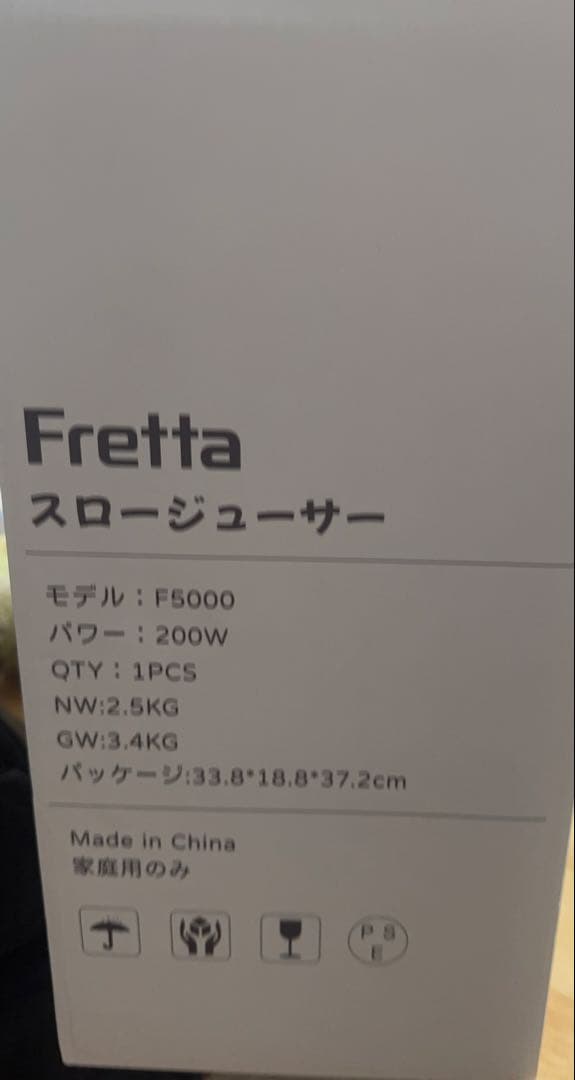 Fretta
スロージューサー
モデル：F5000
パワー：200W
QTY：1PCS
NW:2.5KG
GW:3.4KG
パッケージ:33.8*18.8*37.2cm
Made in China
家庭用のみ
PSE